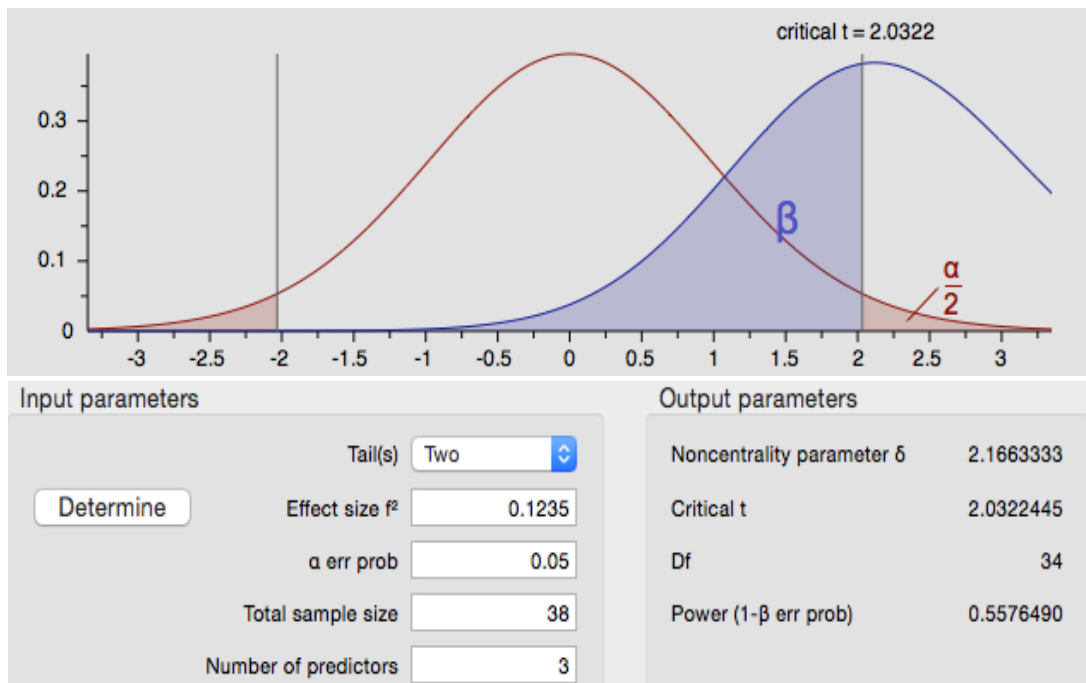 critical t = 2.0322
0.3
0.2
0.1
0
β
α
2
-3 -2.5 -2 -1.5 -1 -0.5 0 0.5 1 1.5 2 2.5 3
Input parameters
Tail(s) Two
Determine Effect size f² 0.1235
α err prob 0.05
Total sample size 38
Number of predictors 3
Output parameters
Noncentrality parameter δ 2.1663333
Critical t 2.0322445
Df 34
Power (1-β err prob) 0.5576490